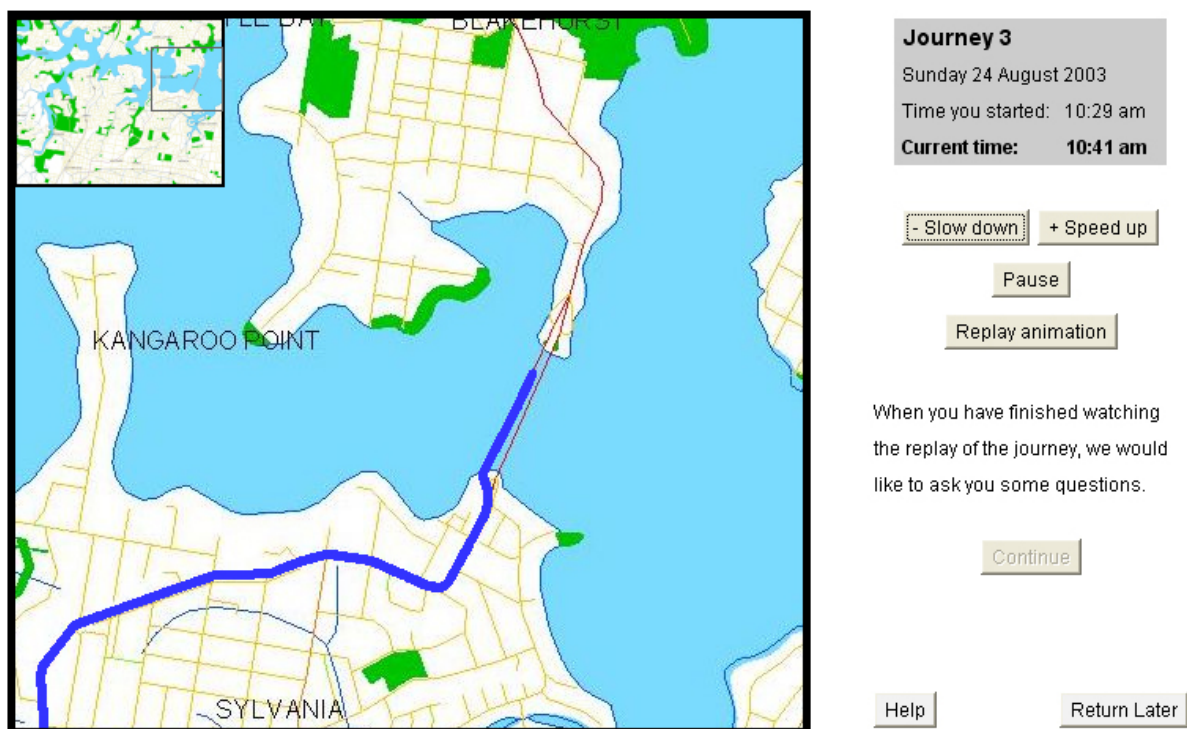 BLAKEHURST
KANGAROO POINT
SYLVANIA
Journey 3
Sunday 24 August 2003
Time you started: 10:29 am
Current time: 10:41 am
- Slow down
+ Speed up
Pause
Replay animation
When you have finished watching
the replay of the journey, we would
like to ask you some questions.
Continue
Help
Return Later